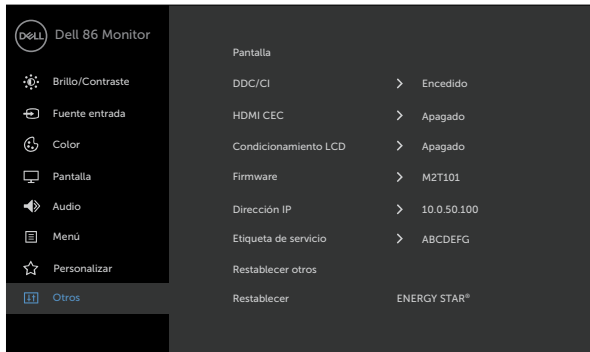 DELL Dell 86 Monitor
Brillo/Contraste
Fuente entrada
Color
Pantalla
Audio
Menú
Personalizar
Otros
Pantalla
DDC/CI > Encedido
HDMI CEC > Apagado
Condicionamiento LCD > Apagado
Firmware > M2T101
Dirección IP > 10.0.50.100
Etiqueta de servicio > ABCDEFG
Restablecer otros
Restablecer ENERGY STAR®